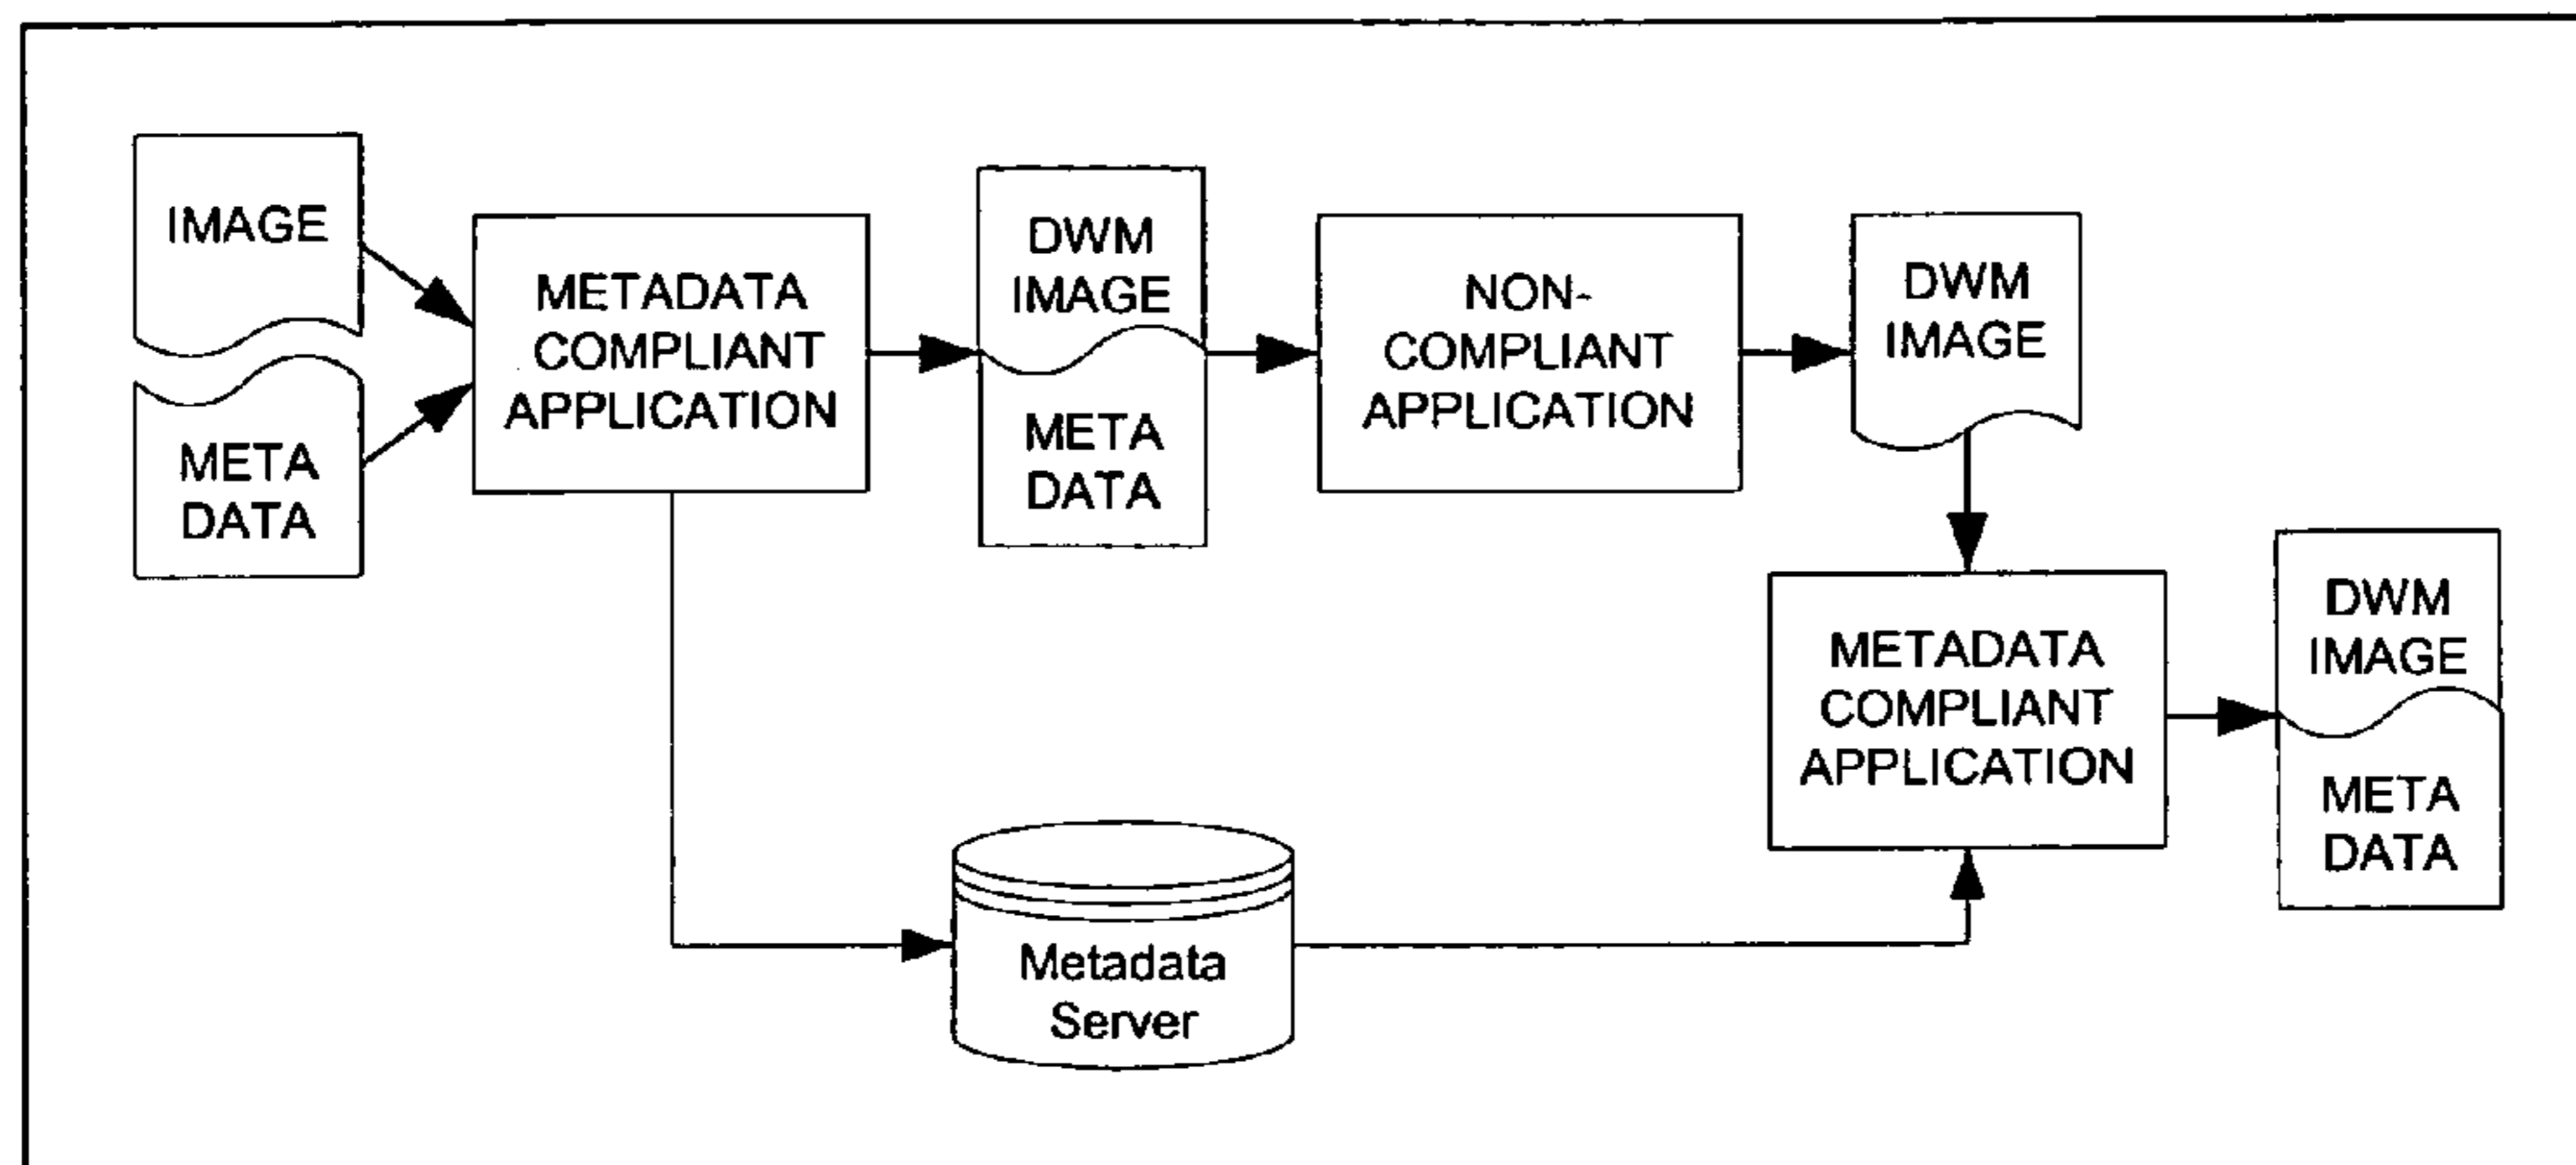 IMAGE
META
DATA
METADATA
COMPLIANT
APPLICATION
DWM
IMAGE
META
DATA
NON-
COMPLIANT
APPLICATION
DWM
IMAGE
METADATA
COMPLIANT
APPLICATION
DWM
IMAGE
META
DATA
Metadata
Server